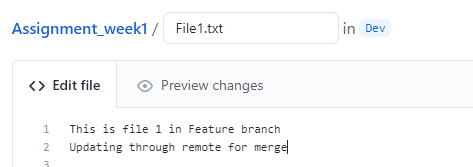 Assignment_week1 / File1.txt in Dev
<> Edit file Preview changes
1 This is file 1 in Feature branch
2 Updating through remote for merge
3